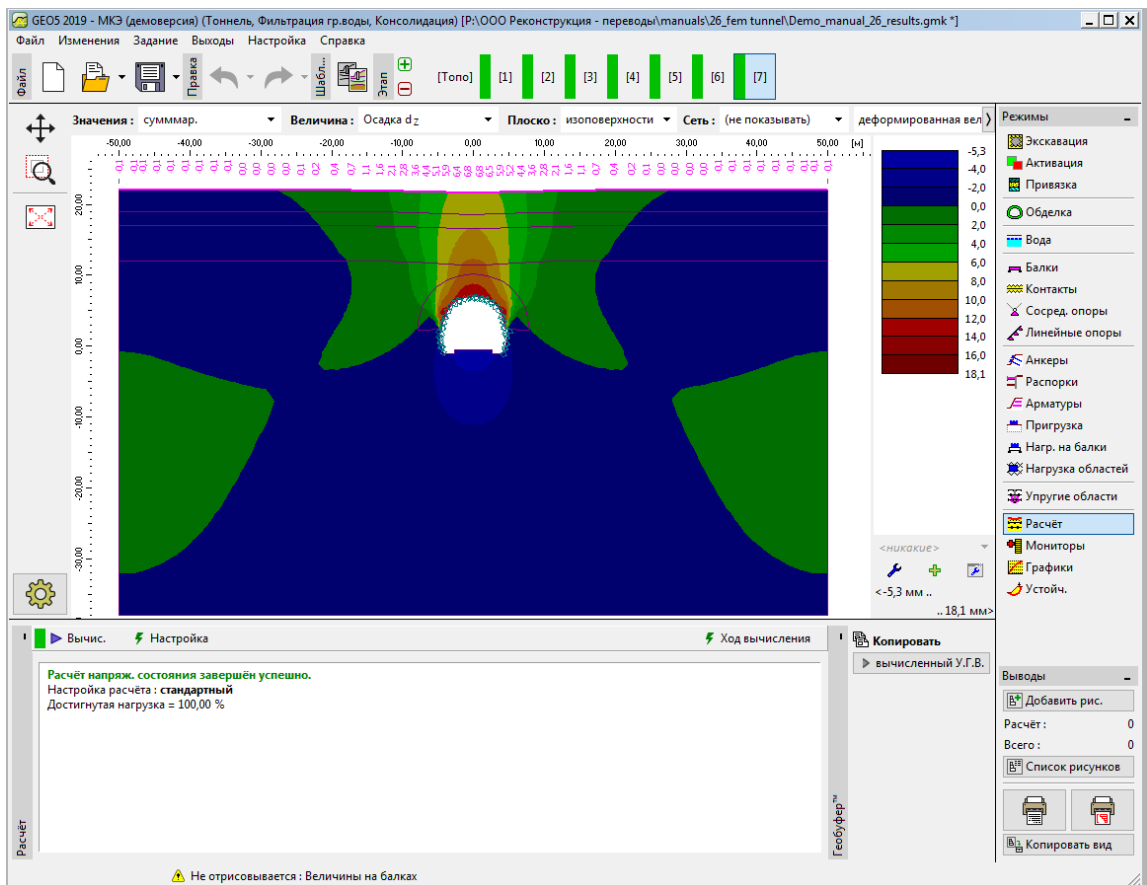 GEO5 2019 - МКЭ (демоверсия) (Тоннель, Фильтрация гр.воды, Консолидация) [P:\ООО Реконструкция - переводы\manuals\26_fem tunnel\Demo_manual_26_results.gmk *]
Файл Изменения Задание Выходы Настройка Справка
Файл Правка Шабл... Этап [Топо] [1] [2] [3] [4] [5] [6] [7]
Значения : сумммар. Величина : Осадка d z Плоско : изоповерхности Сеть : (не показывать) деформированная вел
-50,00 -40,00 -30,00 -20,00 -10,00 0,00 10,00 20,00 30,00 40,00 50,00 [м]
20,00
10,00
0,00
-10,00
-20,00
-30,00
-5,3
-4,0
-2,0
0,0
2,0
4,0
6,0
8,0
10,0
12,0
14,0
16,0
18,1
<никакие>
<-5,3 мм ..
.. 18,1 мм>
Режимы
Экскавация
Активация
Привязка
Обделка
Вода
Балки
Контакты
Сосред. опоры
Линейные опоры
Анкеры
Распорки
Арматуры
Пригрузка
Нагр. на балки
Нагрузка областей
Упругие области
Расчёт
Мониторы
Графики
Устойч.
Вычис. Настройка Ход вычисления
Расчёт напряж. состояния завершён успешно.
Настройка расчёта : стандартный
Достигнутая нагрузка = 100,00 %
Расчёт
Копировать
вычисленный У.Г.В.
Геобуфер™
Выводы
Добавить рис.
Расчёт : 0
Всего : 0
Список рисунков
Копировать вид
Не отрисовывается : Величины на балках